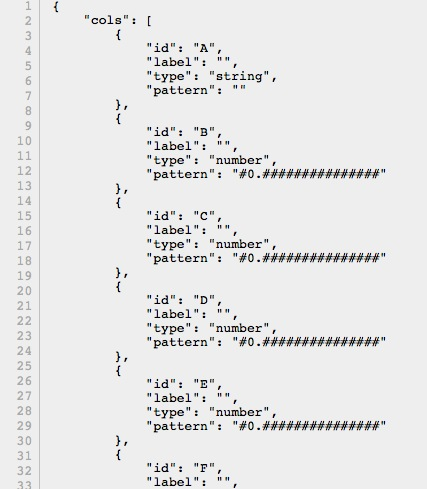 1
2
3
4
5
6
7
8
9
10
11
12
13
14
15
16
17
18
19
20
21
22
23
24
25
26
27
28
29
30
31
32
33
{
"cols": [
{
"id": "A",
"label": "",
"type": "string",
"pattern": ""
},
{
"id": "B",
"label": "",
"type": "number",
"pattern": "#0.###############"
},
{
"id": "C",
"label": "",
"type": "number",
"pattern": "#0.###############"
},
{
"id": "D",
"label": "",
"type": "number",
"pattern": "#0.###############"
},
{
"id": "E",
"label": "",
"type": "number",
"pattern": "#0.###############"
},
{
"id": "F",
"label": "",